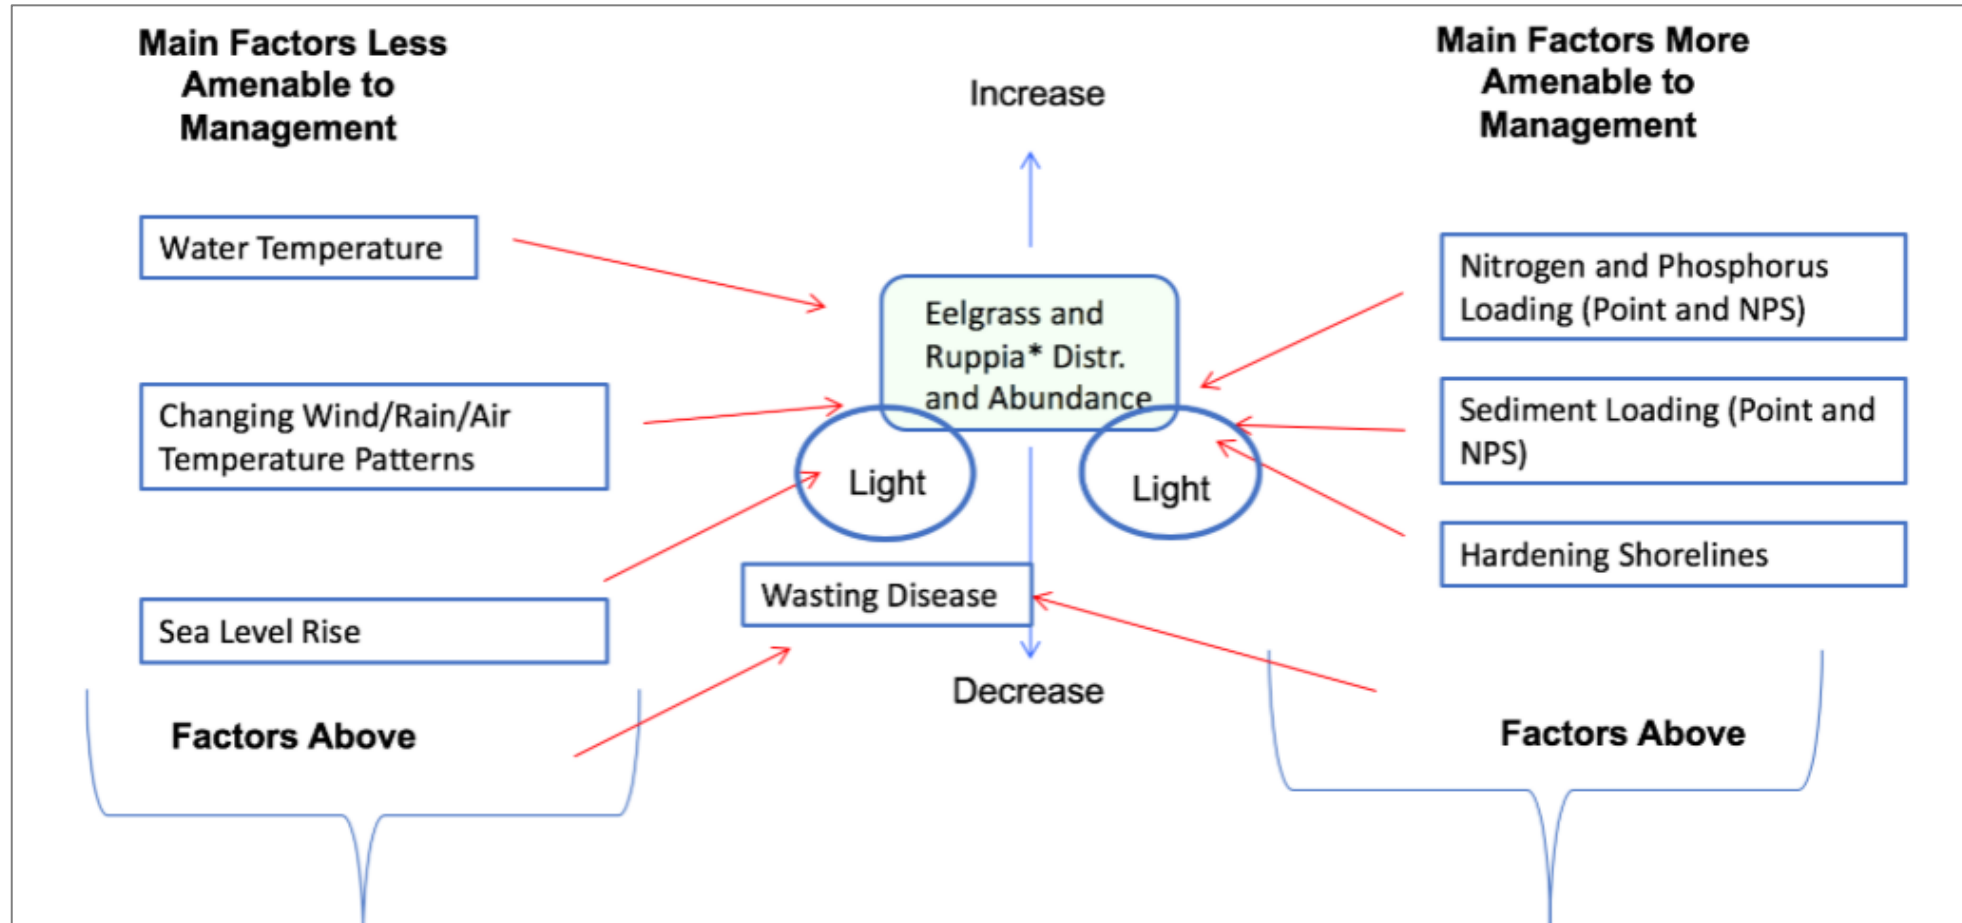 Main Factors Less
Amenable to
Management
Increase
Main Factors More
Amenable to
Management
Water Temperature
Changing Wind/Rain/Air
Temperature Patterns
Sea Level Rise
Factors Above
Eelgrass and
Ruppia* Distr.
and Abundance
Light
Light
Wasting Disease
Decrease
Nitrogen and Phosphorus
Loading (Point and NPS)
Sediment Loading (Point and
NPS)
Hardening Shorelines
Factors Above